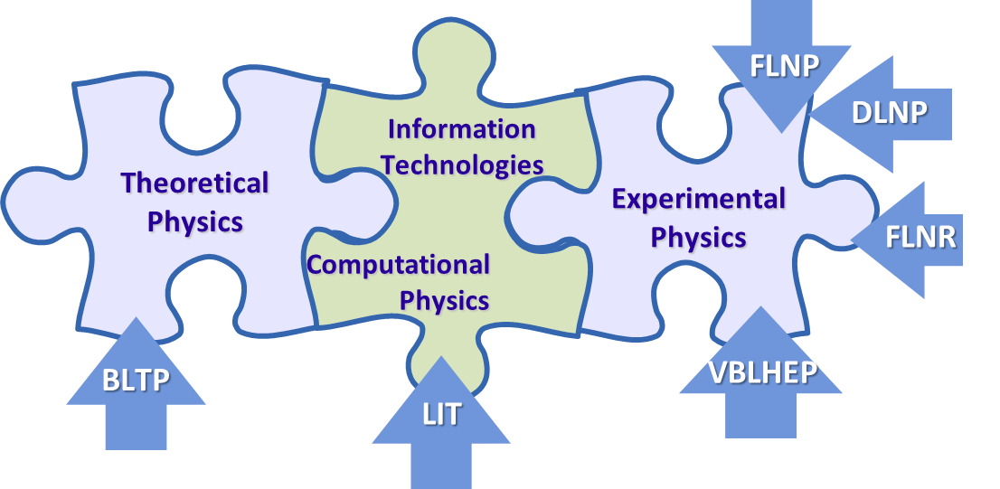 Theoretical
Physics
Information
Technologies
Computational
Physics
Experimental
Physics
FLNP
DLNP
FLNR
BLTP
LIT
VBLHEP